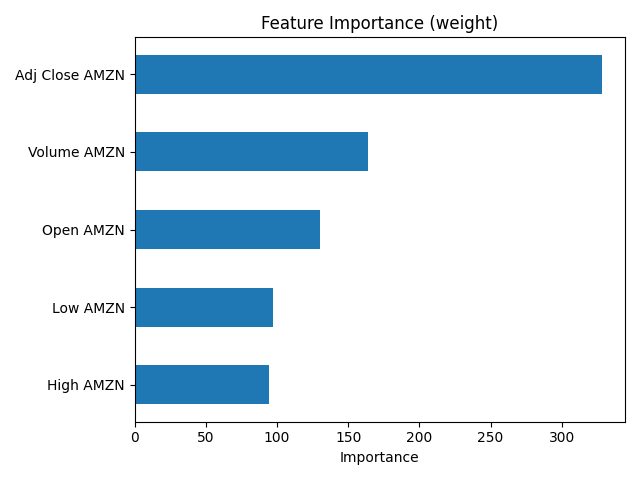 Feature Importance (weight)
Adj Close AMZN
Volume AMZN
Open AMZN
Low AMZN
High AMZN
0 50 100 150 200 250 300
Importance